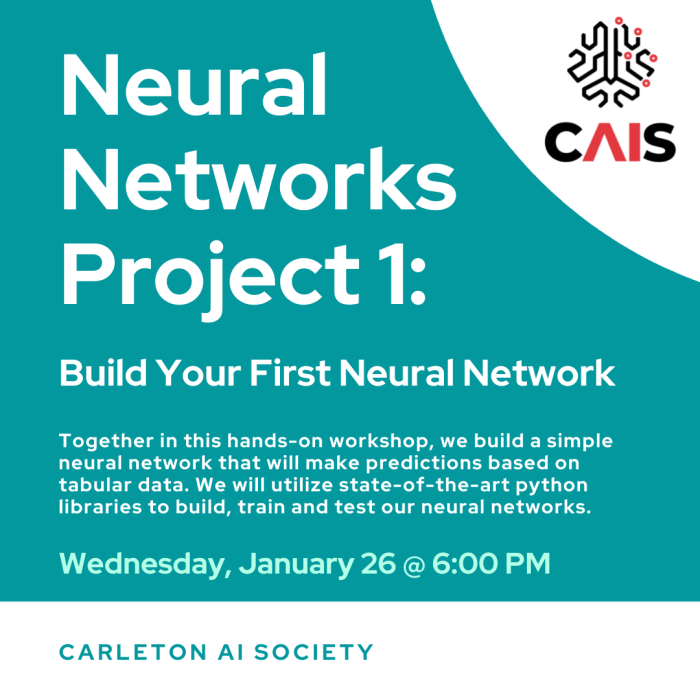 Neural
Networks
Project 1:
CAIS
Build Your First Neural Network
Together in this hands-on workshop, we build a simple
neural network that will make predictions based on
tabular data. We will utilize state-of-the-art python
libraries to build, train and test our neural networks.
Wednesday, January 26 @ 6:00 PM
CARLETON AI SOCIETY